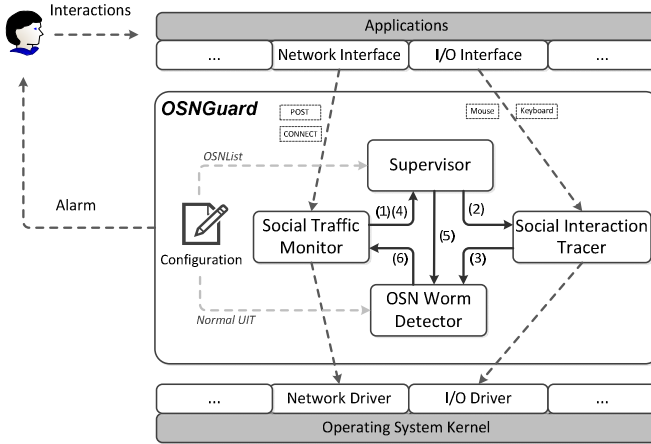 Interactions
Applications
...
Network Interface
I/O Interface
...
OSNGuard
POST
CONNECT
Mouse
Keyboard
OSNList
Supervisor
Alarm
Configuration
Social Traffic
Monitor
(1)(4)
(2)
(5)
Social Interaction
Tracer
(6)
(3)
Normal UIT
OSN Worm
Detector
...
Network Driver
I/O Driver
...
Operating System Kernel